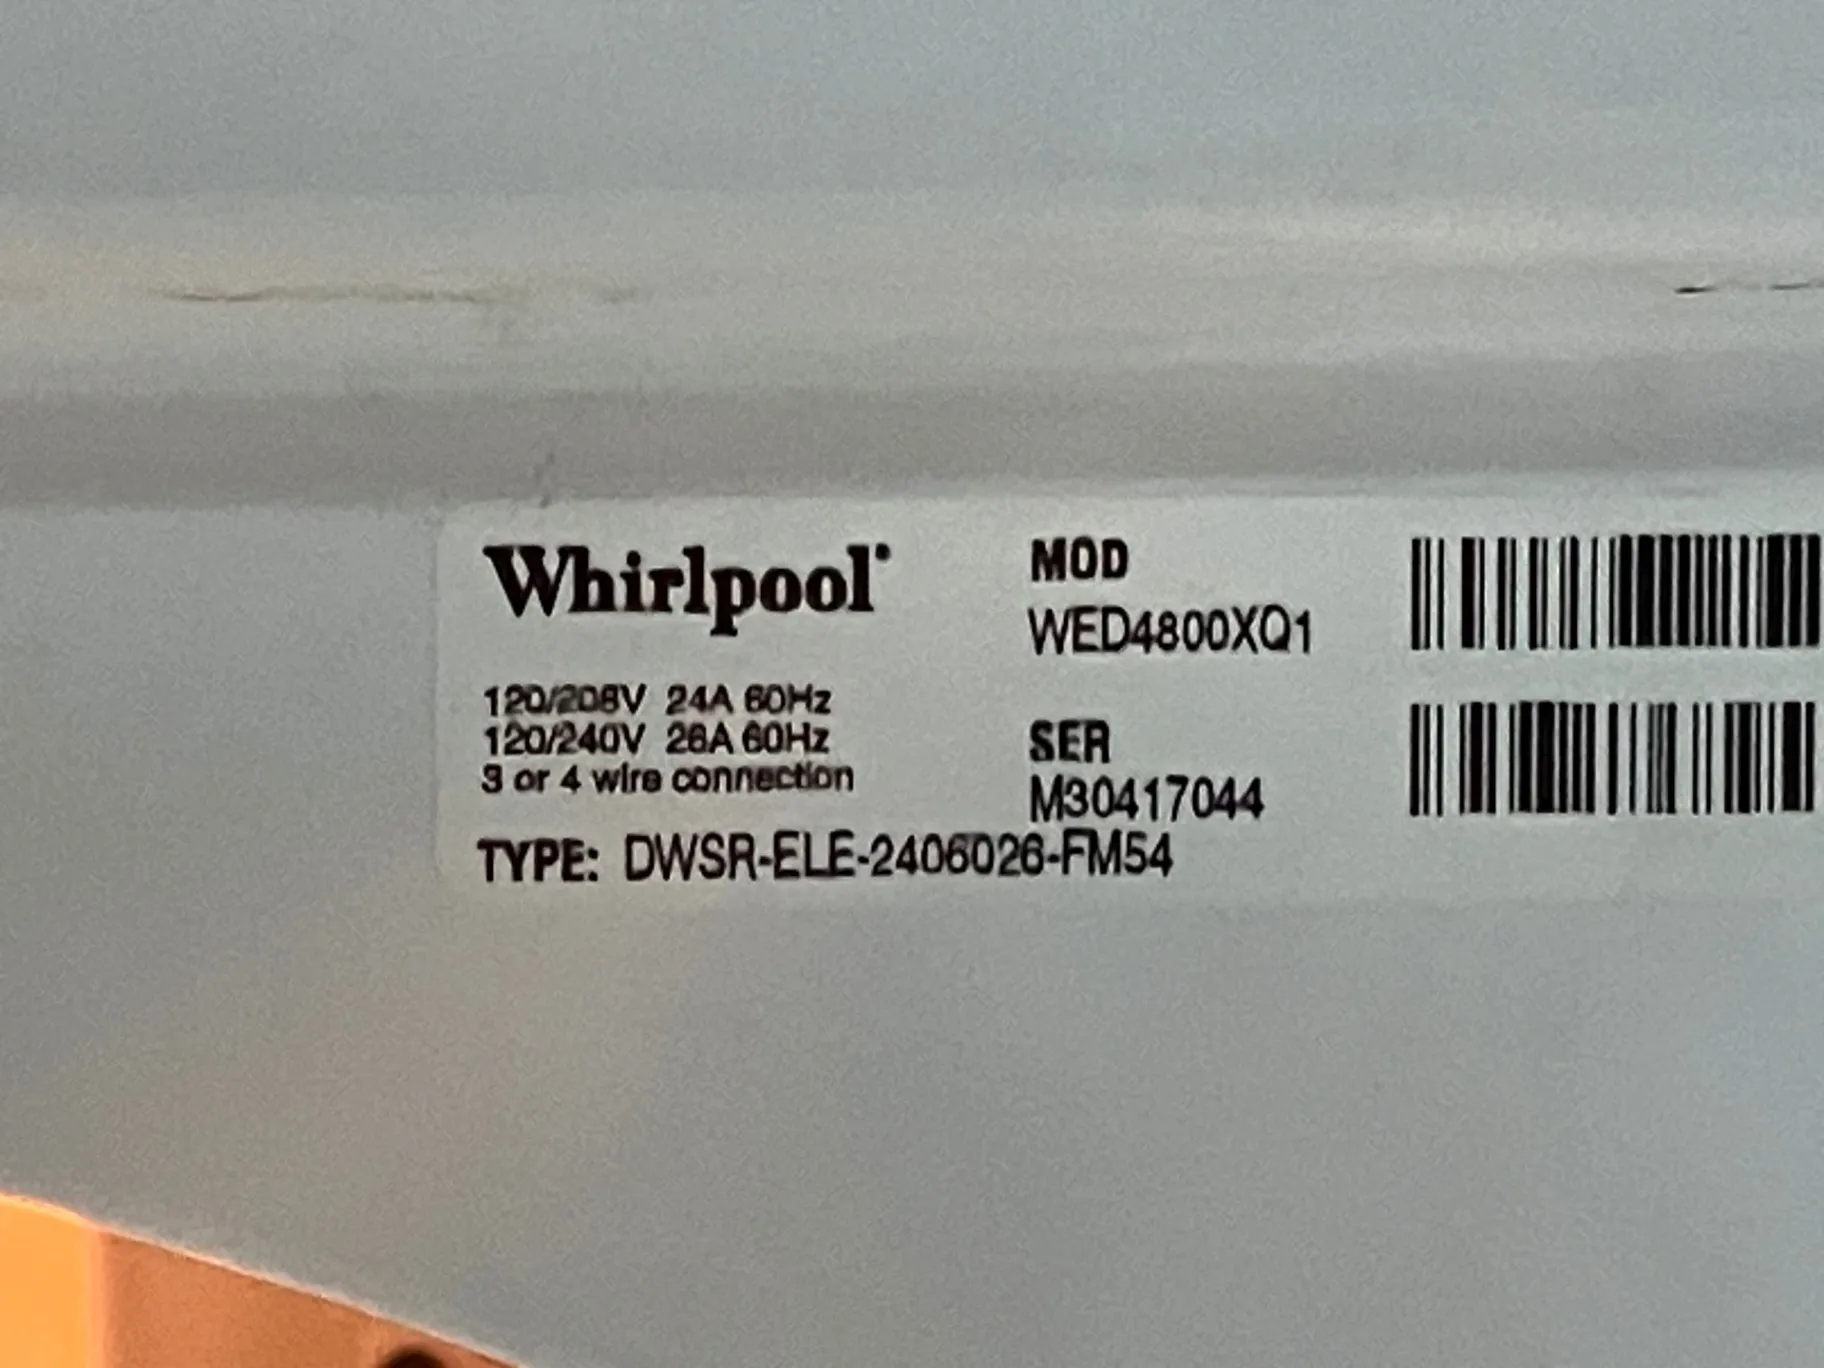 Whirlpool
120/208V 24A 60Hz
120/240V 26A 60Hz
3 or 4 wire connection
MOD
WED4800XQ1
SER
M30417044
TYPE: DWSR-ELE-2406026-FM54